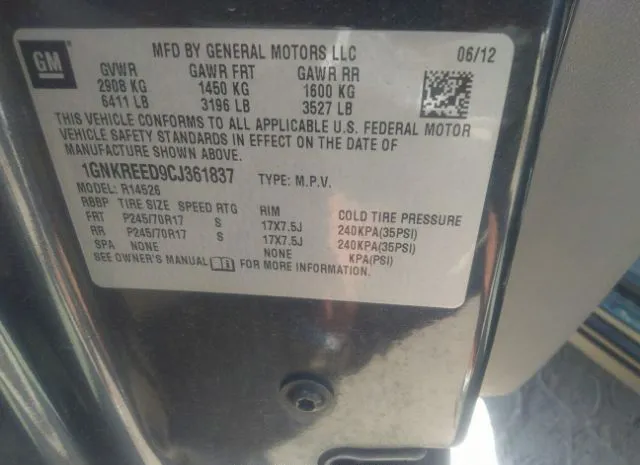 GM
MFD BY GENERAL MOTORS LLC 06/12
GVWR GAWR FRT GAWR RR
2908 KG 1450 KG 1600 KG
6411 LB 3196 LB 3527 LB
THIS VEHICLE CONFORMS TO ALL APPLICABLE U.S. FEDERAL MOTOR
VEHICLE SAFETY STANDARDS IN EFFECT ON THE DATE OF
MANUFACTURE SHOWN ABOVE.
1GNKREED9CJ361837 TYPE: M.P.V.
MODEL: R14526
RBBP TIRE SIZE SPEED RTG RIM COLD TIRE PRESSURE
FRT P245/70R17 S 17X7.5J 240KPA(35PSI)
RR P245/70R17 S 17X7.5J 240KPA(35PSI)
SPA NONE NONE KPA(PSI)
SEE OWNER'S MANUAL FOR MORE INFORMATION.